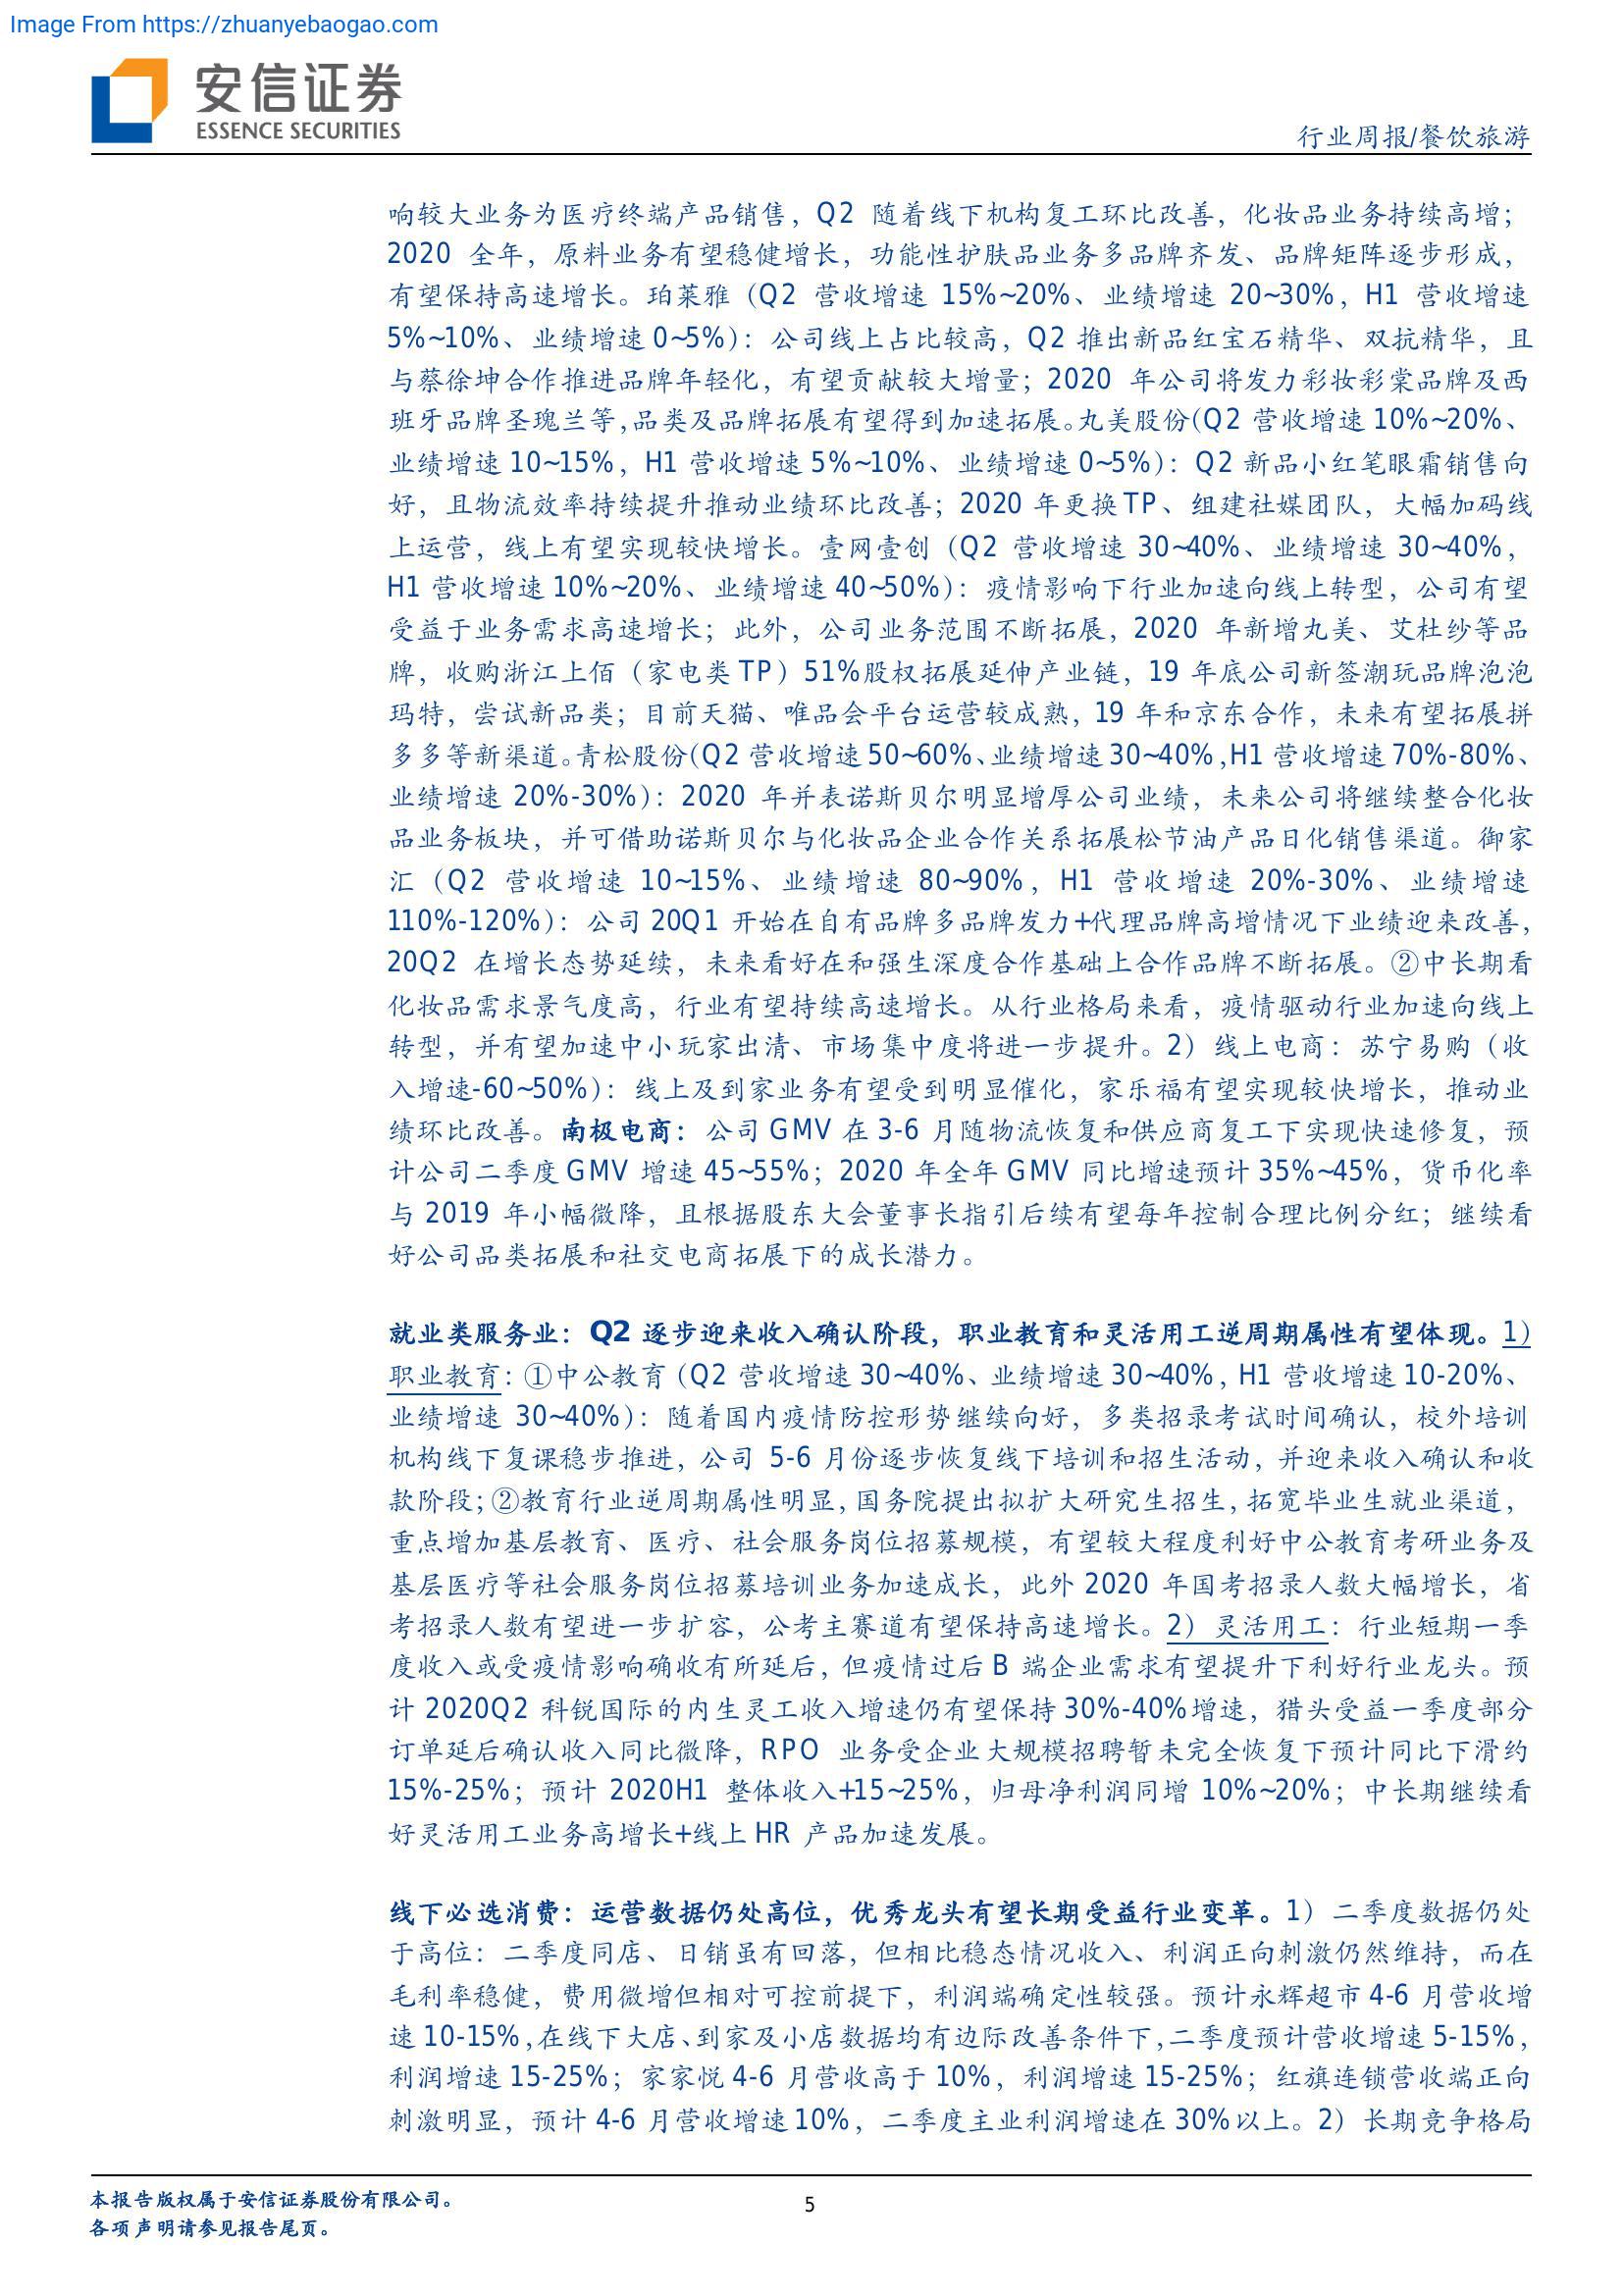 Image From https://zhuanyebaogao.com
安信证券
ESSENCE SECURITIES
行业周报/餐饮旅游
响较大业务为医疗终端产品销售，Q2 随着线下机构复工环比改善，化妆品业务持续高增；
2020 全年，原料业务有望稳健增长，功能性护肤品业务多品牌齐发、品牌矩阵逐步形成，
有望保持高速增长。珀莱雅（Q2 营收增速 15%~20%、业绩增速 20~30%，H1 营收增速
5%~10%、业绩增速 0~5%）：公司线上占比较高，Q2 推出新品红宝石精华、双抗精华，且
与蔡徐坤合作推进品牌年轻化，有望贡献较大增量；2020 年公司将发力彩妆彩棠品牌及西
班牙品牌圣瑰兰等，品类及品牌拓展有望得到加速拓展。丸美股份（Q2 营收增速 10%~20%、
业绩增速 10~15%，H1 营收增速 5%~10%、业绩增速 0~5%）：Q2 新品小红笔眼霜销售向
好，且物流效率持续提升推动业绩环比改善；2020 年更换 TP、组建社媒团队，大幅加码线
上运营，线上有望实现较快增长。壹网壹创（Q2 营收增速 30~40%、业绩增速 30~40%，
H1 营收增速 10%~20%、业绩增速 40~50%）：疫情影响下行业加速向线上转型，公司有望
受益于业务需求高速增长；此外，公司业务范围不断拓展，2020 年新增丸美、艾杜纱等品
牌，收购浙江上佰（家电类 TP）51%股权拓展延伸产业链，19 年底公司新签潮玩品牌泡泡
玛特，尝试新品类；目前天猫、唯品会平台运营较成熟，19 年和京东合作，未来有望拓展拼
多多等新渠道。青松股份（Q2 营收增速 50~60%、业绩增速 30~40%，H1 营收增速 70%-80%、
业绩增速 20%-30%）：2020 年并表诺斯贝尔明显增厚公司业绩，未来公司将继续整合化妆
品业务板块，并可借助诺斯贝尔与化妆品企业合作关系拓展松节油产品日化销售渠道。御家
汇（Q2 营收增速 10~15%、业绩增速 80~90%，H1 营收增速 20%-30%、业绩增速
110%-120%）：公司 20Q1 开始在自有品牌多品牌发力+代理品牌高增情况下业绩迎来改善，
20Q2 在增长态势延续，未来看好在和强生深度合作基础上合作品牌不断拓展。②中长期看
化妆品需求景气度高，行业有望持续高速增长。从行业格局来看，疫情驱动行业加速向线上
转型，并有望加速中小玩家出清、市场集中度将进一步提升。2）线上电商：苏宁易购（收
入增速-60~50%）：线上及到家业务有望受到明显催化，家乐福有望实现较快增长，推动业
绩环比改善。南极电商：公司 GMV 在 3-6 月随物流恢复和供应商复工下实现快速修复，预
计公司二季度 GMV 增速 45~55%；2020 年全年 GMV 同比增速预计 35%~45%，货币化率
与 2019 年小幅微降，且根据股东大会董事长指引后续有望每年控制合理比例分红；继续看
好公司品类拓展和社交电商拓展下的成长潜力。
就业类服务业：Q2 逐步迎来收入确认阶段，职业教育和灵活用工逆周期属性有望体现。1）
职业教育：①中公教育（Q2 营收增速 30~40%、业绩增速 30~40%，H1 营收增速 10-20%、
业绩增速 30~40%）：随着国内疫情防控形势继续向好，多类招录考试时间确认，校外培训
机构线下复课稳步推进，公司 5-6 月份逐步恢复线下培训和招生活动，并迎来收入确认和收
款阶段；②教育行业逆周期属性明显，国务院提出拟扩大研究生招生，拓宽毕业生就业渠道，
重点增加基层教育、医疗、社会服务岗位招募规模，有望较大程度利好中公教育考研业务及
基层医疗等社会服务岗位招募培训业务加速成长，此外 2020 年国考招录人数大幅增长，省
考招录人数有望进一步扩容，公考主赛道有望保持高速增长。2）灵活用工：行业短期一季
度收入或受疫情影响确收有所延后，但疫情过后 B 端企业需求有望提升下利好行业龙头。预
计 2020Q2 科锐国际的内生灵工收入增速仍有望保持 30%-40%增速，猎头受益一季度部分
订单延后确认收入同比微降，RPO 业务受企业大规模招聘暂未完全恢复下预计同比下滑约
15%-25%；预计 2020H1 整体收入+15~25%，归母净利润同增 10%~20%；中长期继续看
好灵活用工业务高增长+线上 HR 产品加速发展。
线下必选消费：运营数据仍处高位，优秀龙头有望长期受益行业变革。1）二季度数据仍处
于高位：二季度同店、日销虽有回落，但相比稳态情况收入、利润正向刺激仍然维持，而在
毛利率稳健，费用微增但相对可控前提下，利润端确定性较强。预计永辉超市 4-6 月营收增
速 10-15%，在线下大店、到家及小店数据均有边际改善条件下，二季度预计营收增速 5-15%，
利润增速 15-25%；家家悦 4-6 月营收高于 10%，利润增速 15-25%；红旗连锁营收端正向
刺激明显，预计 4-6 月营收增速 10%，二季度主业利润增速在 30%以上。2）长期竞争格局
本报告版权属于安信证券股份有限公司。
各项声明请参见报告尾页。
5